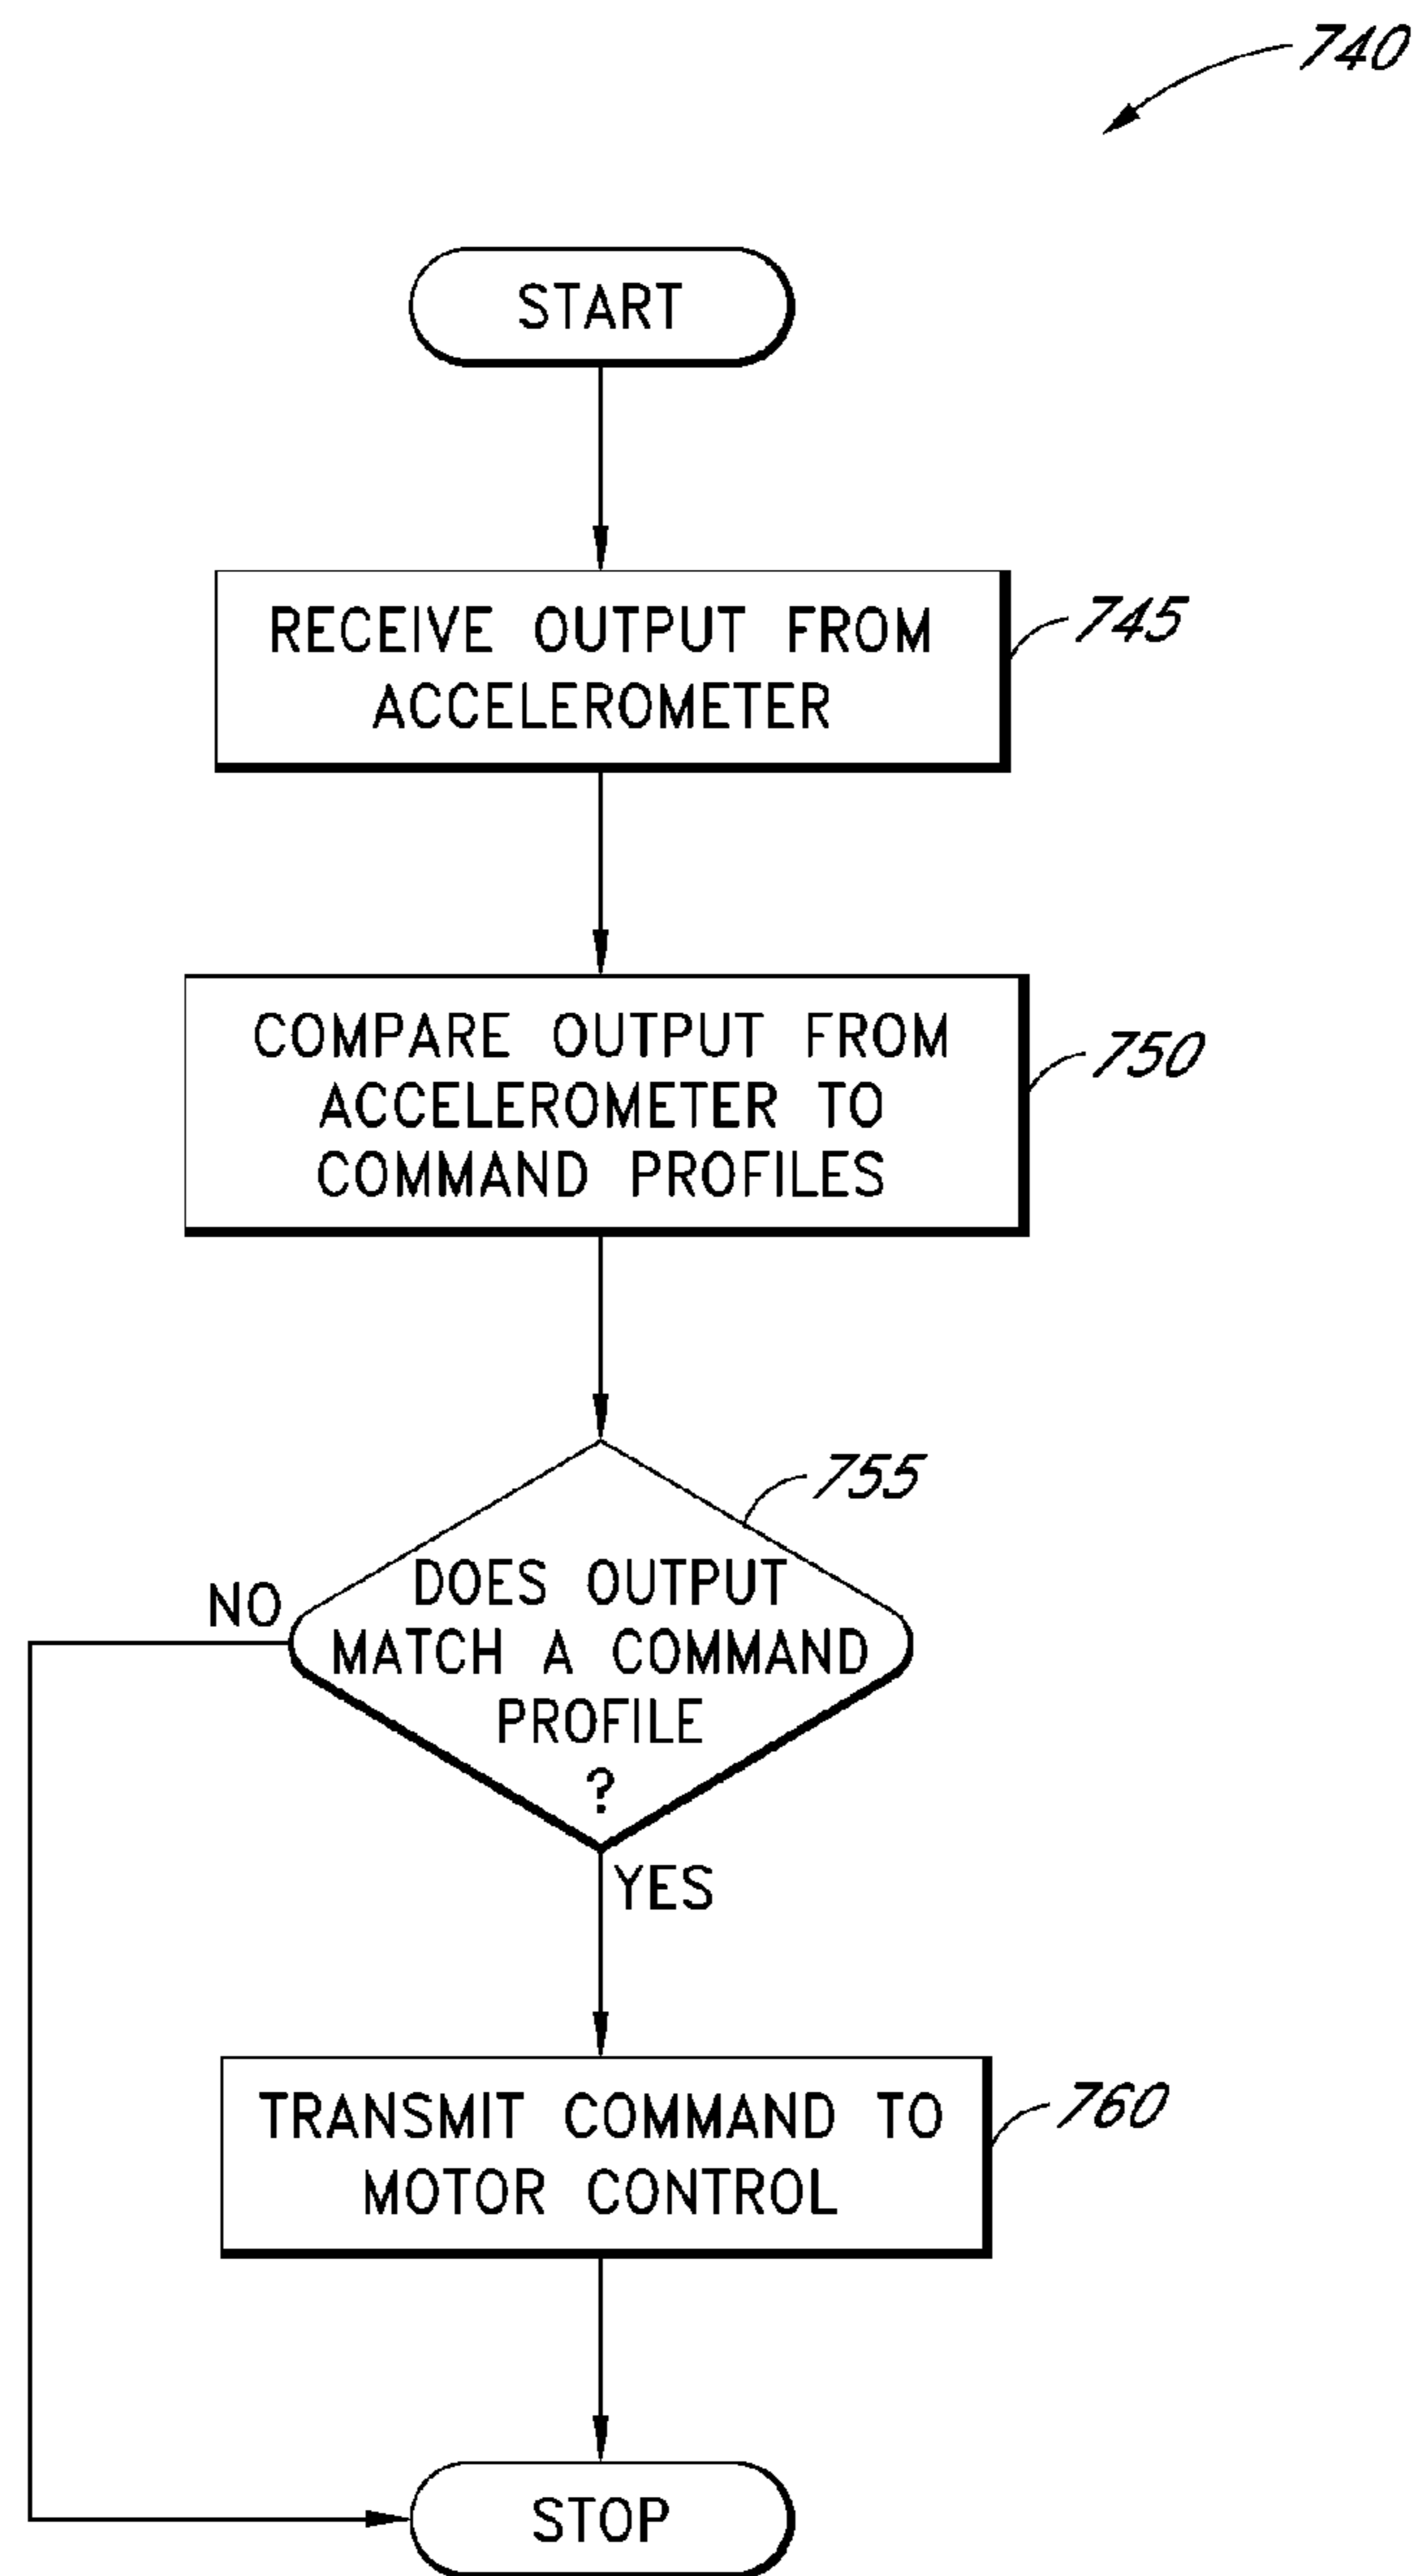 740
START
RECEIVE OUTPUT FROM
ACCELEROMETER
745
COMPARE OUTPUT FROM
ACCELEROMETER TO
COMMAND PROFILES
750
755
DOES OUTPUT
MATCH A COMMAND
PROFILE
?
NO
YES
TRANSMIT COMMAND TO
MOTOR CONTROL
760
STOP